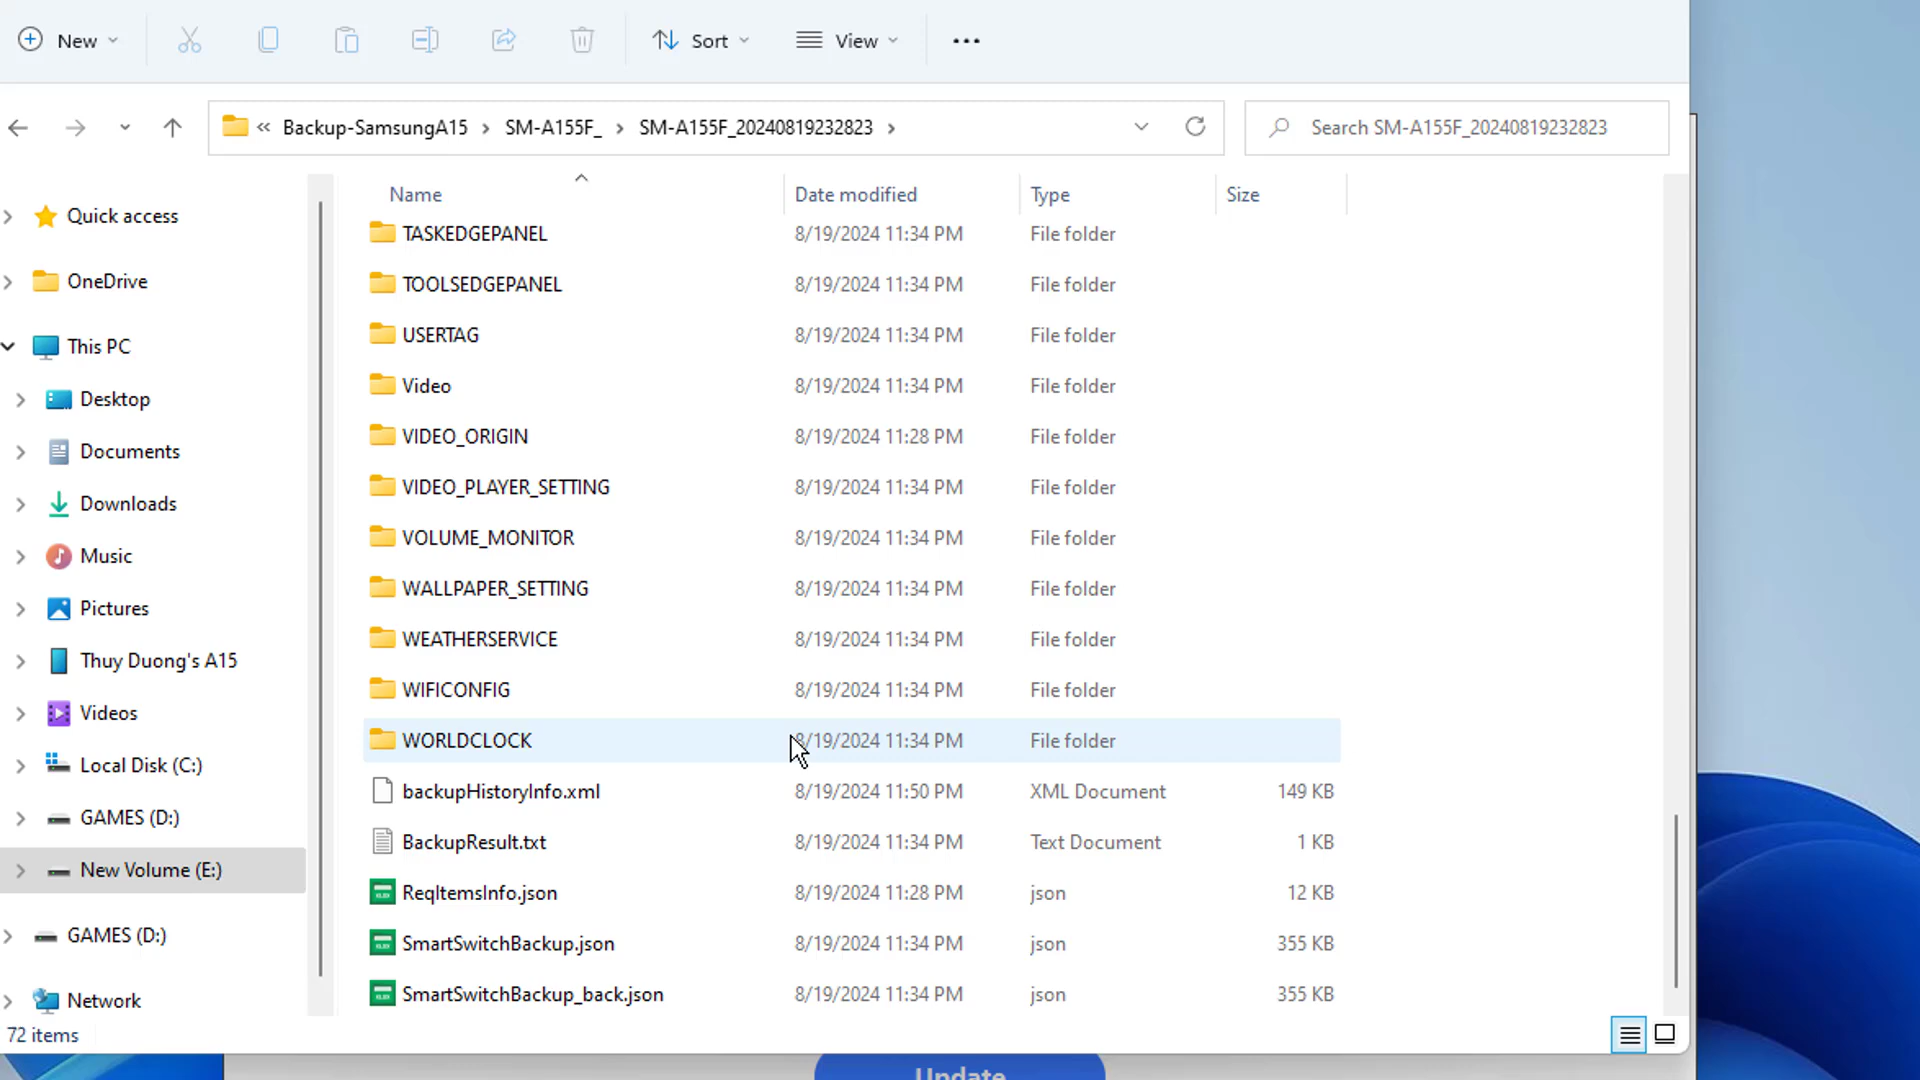 New
Sort
View
« Backup-SamsungA15 > SM-A155F_ > SM-A155F_20240819232823 >
Search SM-A155F_20240819232823
Name Date modified Type Size
TASKEDGEPANEL 8/19/2024 11:34 PM File folder
TOOLSEDGEPANEL 8/19/2024 11:34 PM File folder
USERTAG 8/19/2024 11:34 PM File folder
Video 8/19/2024 11:34 PM File folder
VIDEO_ORIGIN 8/19/2024 11:28 PM File folder
VIDEO_PLAYER_SETTING 8/19/2024 11:34 PM File folder
VOLUME_MONITOR 8/19/2024 11:34 PM File folder
WALLPAPER_SETTING 8/19/2024 11:34 PM File folder
WEATHERSERVICE 8/19/2024 11:34 PM File folder
WIFICONFIG 8/19/2024 11:34 PM File folder
WORLDCLOCK 8/19/2024 11:34 PM File folder
backupHistoryInfo.xml 8/19/2024 11:50 PM XML Document 149 KB
BackupResult.txt 8/19/2024 11:34 PM Text Document 1 KB
ReqItemsInfo.json 8/19/2024 11:28 PM json 12 KB
SmartSwitchBackup.json 8/19/2024 11:34 PM json 355 KB
SmartSwitchBackup_back.json 8/19/2024 11:34 PM json 355 KB
Quick access
OneDrive
This PC
Desktop
Documents
Downloads
Music
Pictures
Thuy Duong's A15
Videos
Local Disk (C:)
GAMES (D:)
New Volume (E:)
GAMES (D:)
Network
72 items
Update